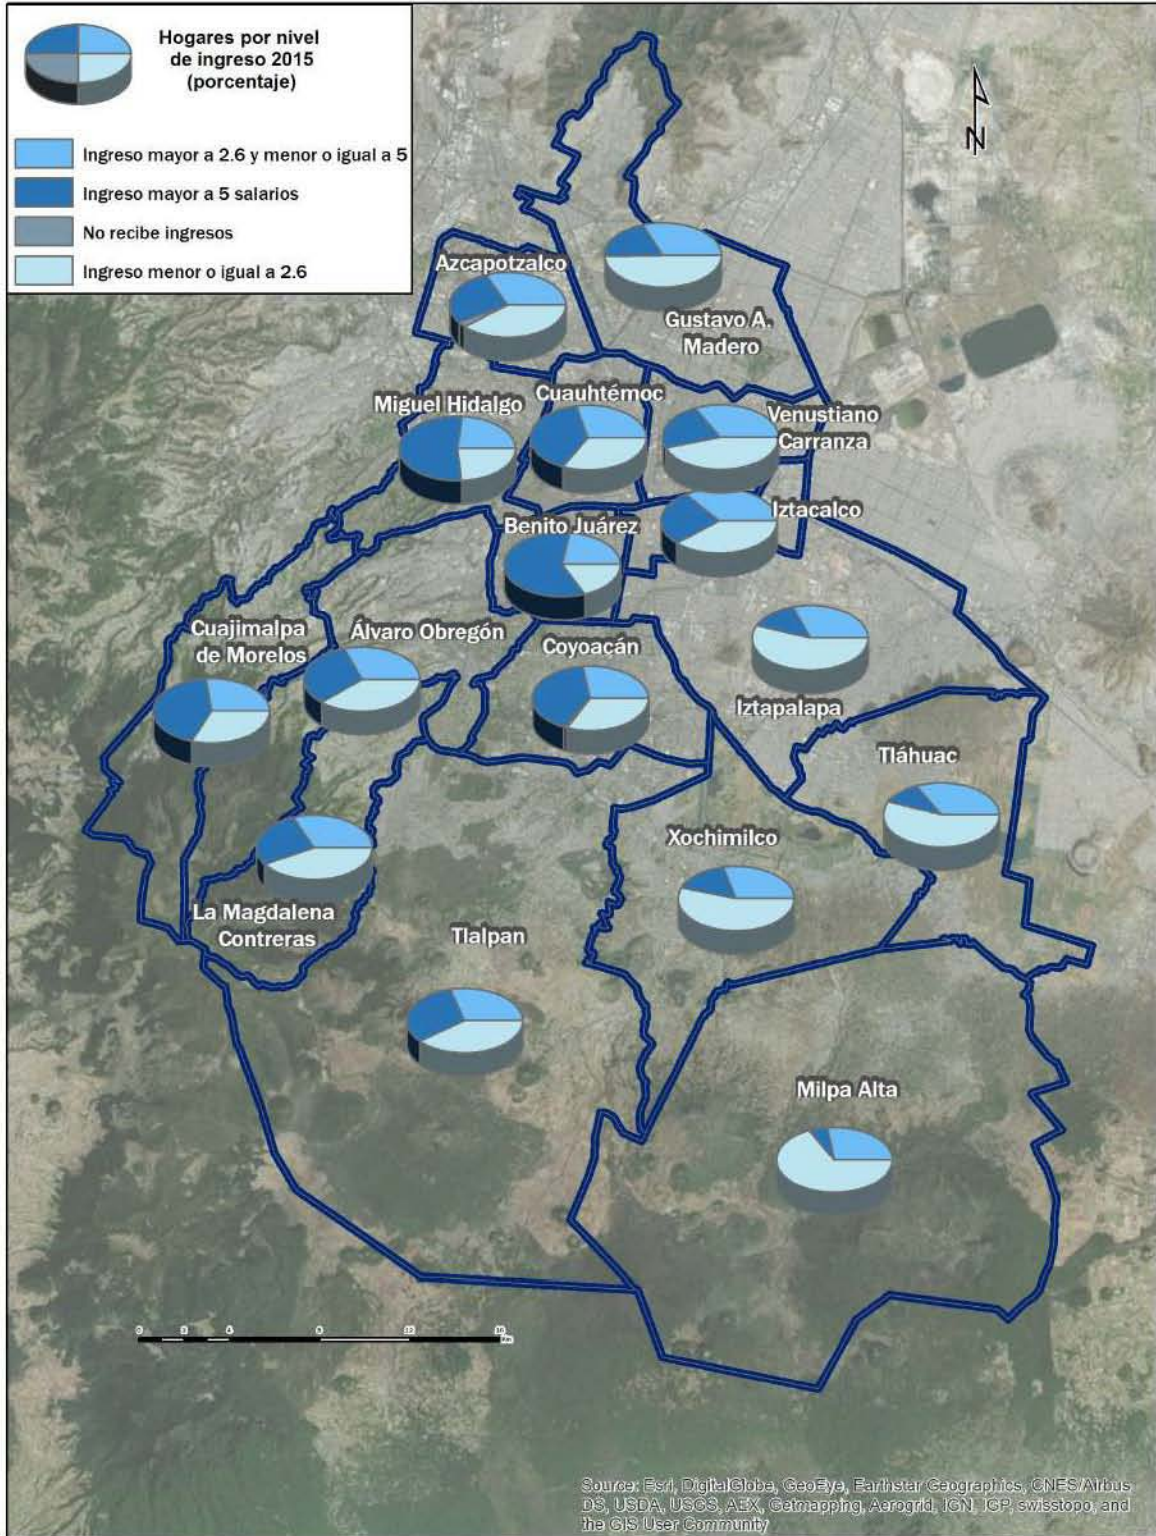 Hogares por nivel
de ingreso 2015
(porcentaje)
Ingreso mayor a 2.6 y menor o igual a 5
Ingreso mayor a 5 salarios
No recibe ingresos
Ingreso menor o igual a 2.6
N
Azcapotzalco
Gustavo A.
Madero
Miguel Hidalgo
Cuauhtémoc
Venustiano
Carranza
Iztacalco
Benito Juárez
Cuajimalpa
de Morelos
Álvaro Obregón
Coyoacán
Iztapalapa
Tláhuac
Xochimilco
La Magdalena
Contreras
Tlalpan
Milpa Alta
Source: Esri, DigitalGlobe, GeoEye, Earthstar Geographics, CNES/Airbus
DS, USDA, USGS, AEX, Getmapping, Aerogrid, IGN, IGP, swisstopo, and
the GIS User Community